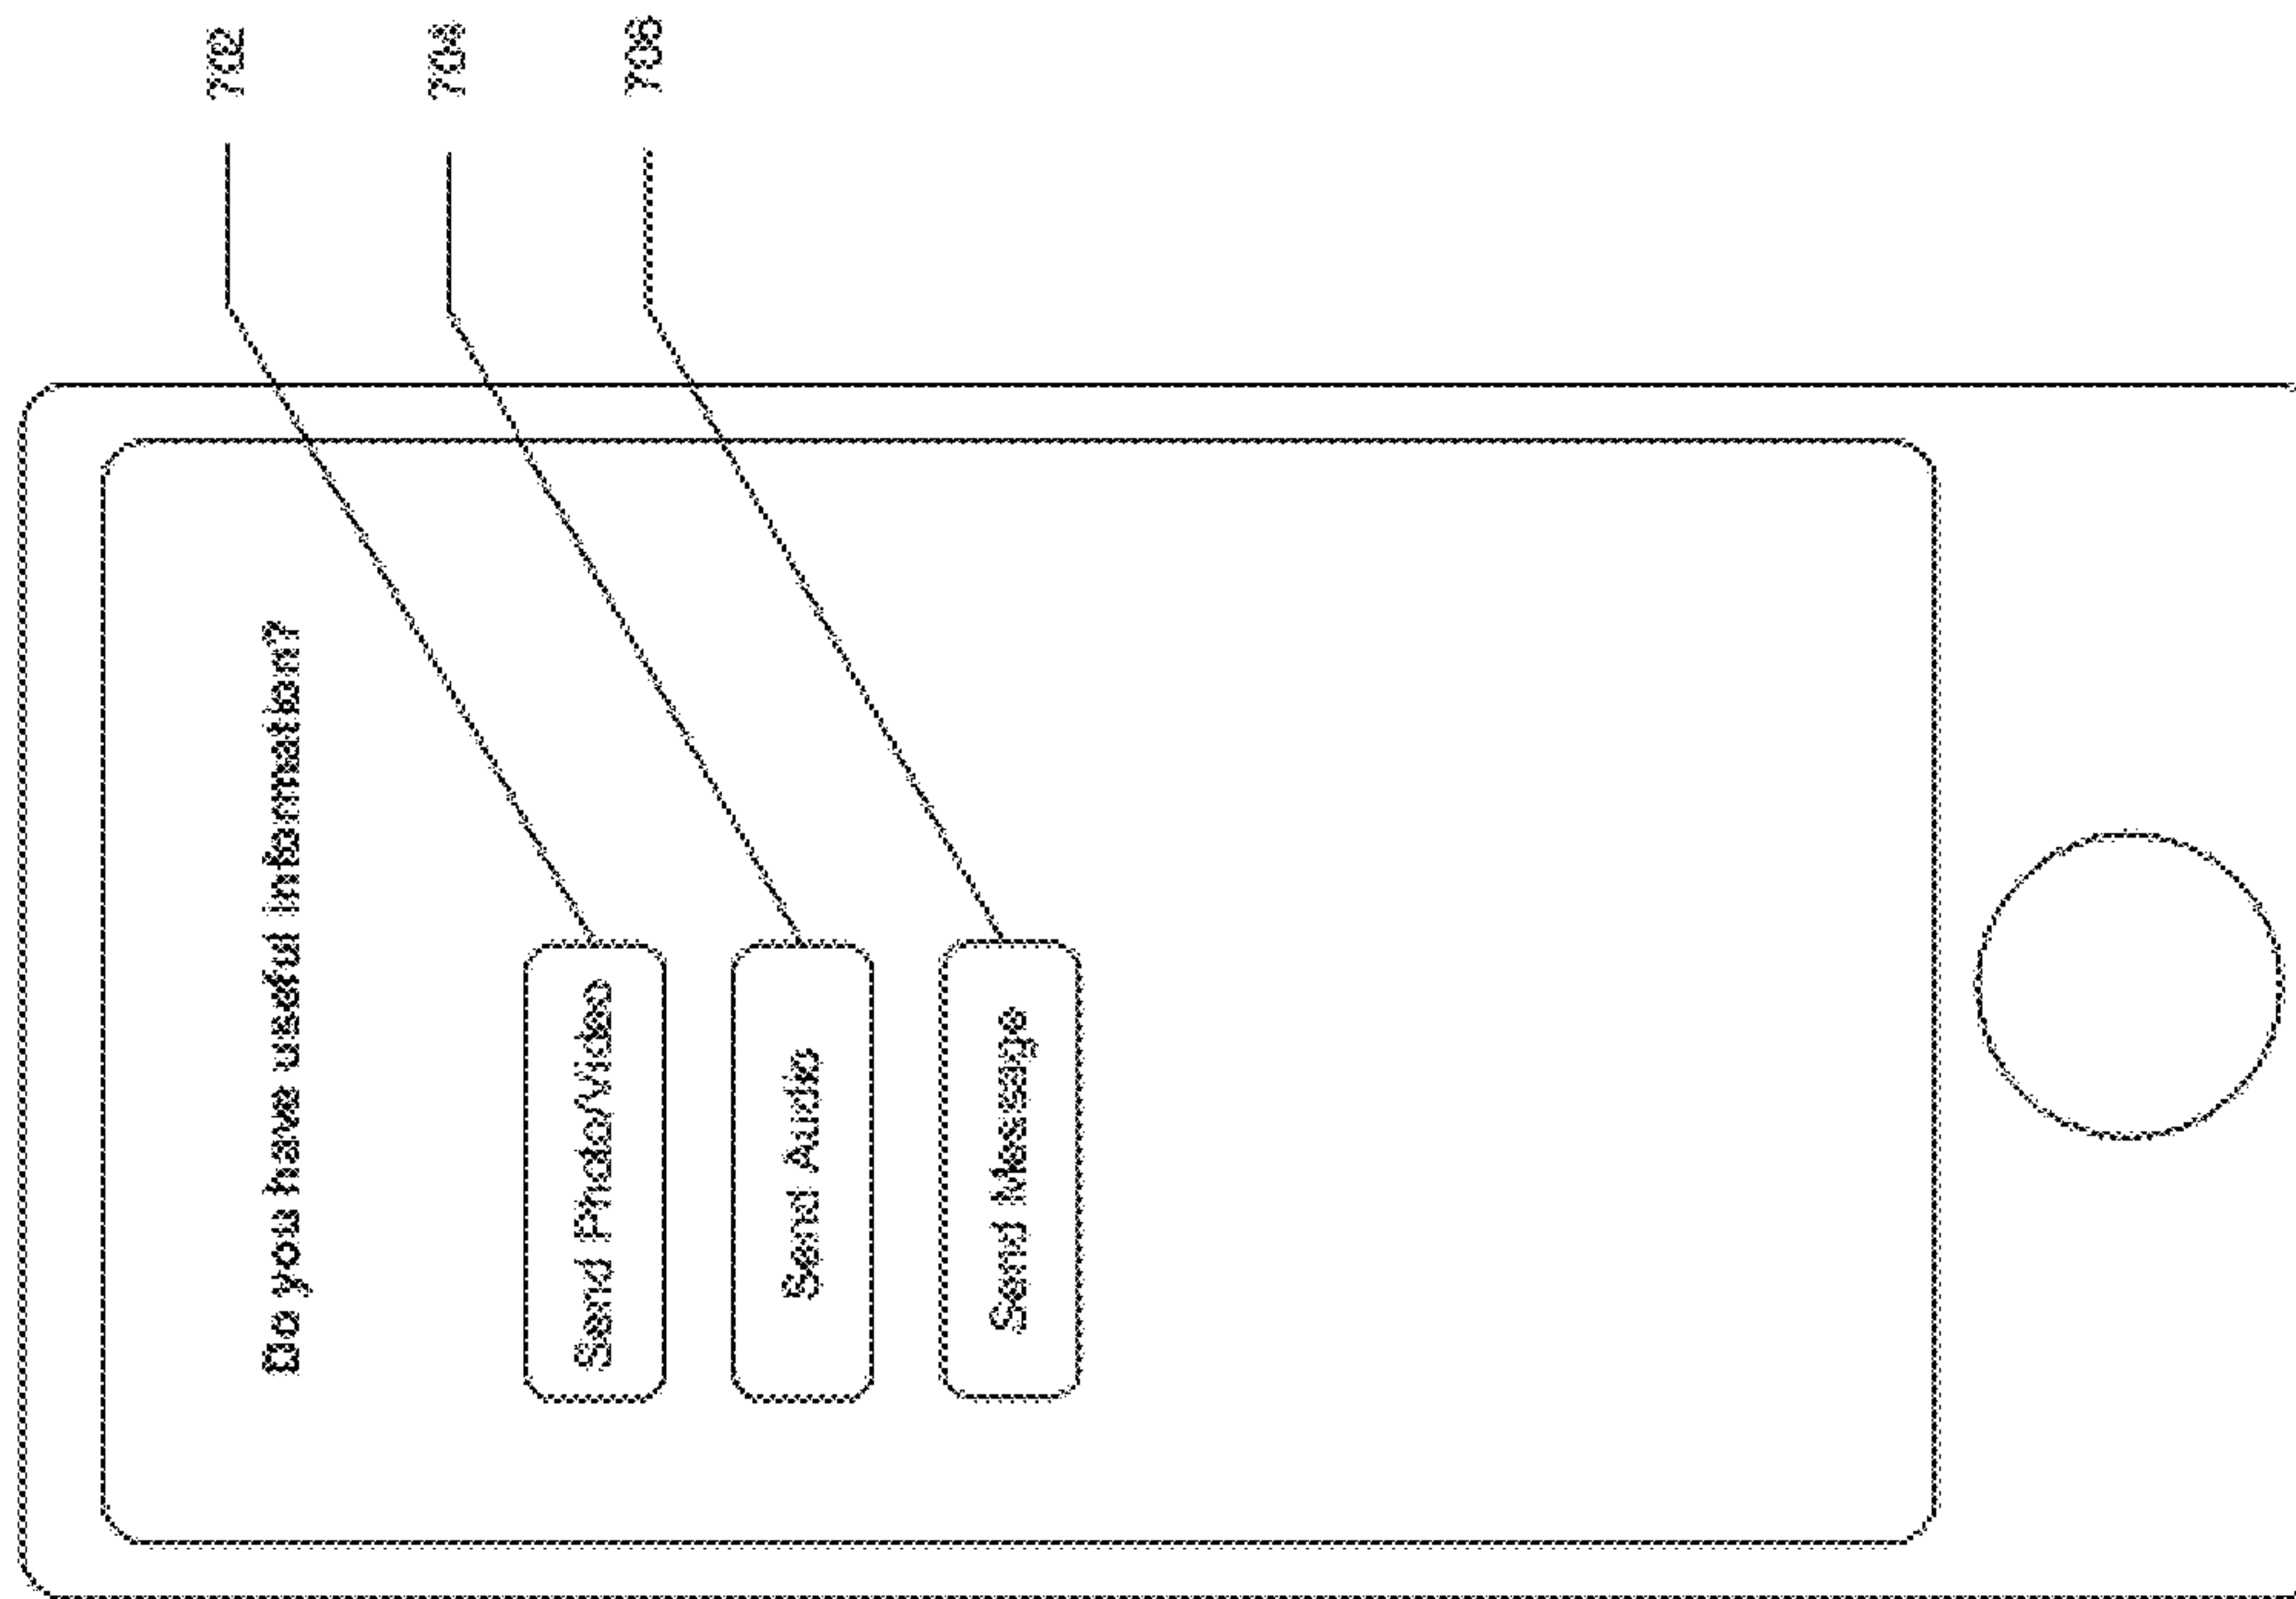 Do you have useful information?
Send Photo/Video
702
Send Audio
704
Send Message
706